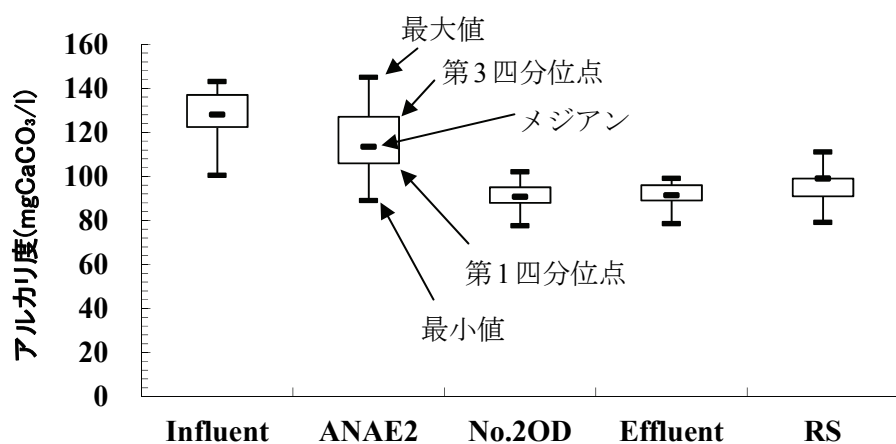 アルカリ度(mgCaCO₃/l)
160
140
120
100
80
60
40
20
0
最大値
第3四分位点
メジアン
第1四分位点
最小値
Influent ANAE2 No.2OD Effluent RS